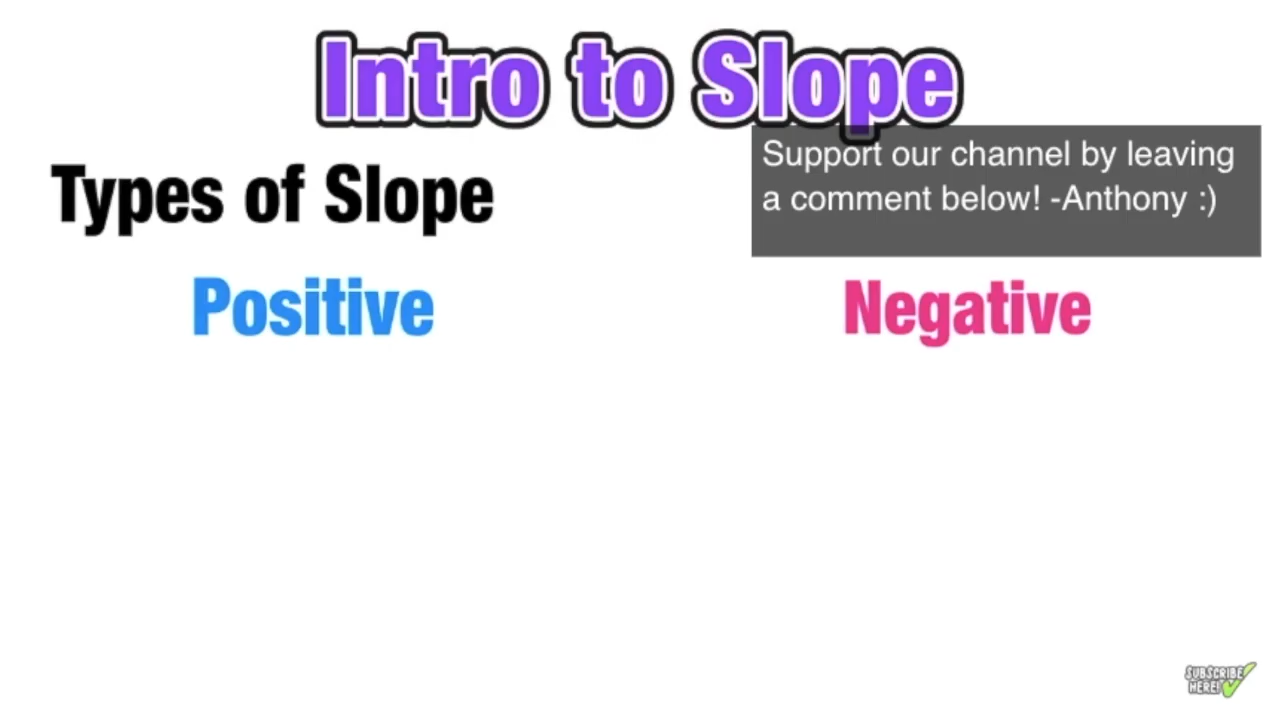 Intro to Slope
Types of Slope
Support our channel by leaving
a comment below! -Anthony :)
Positive
Negative
SUBSCRIBE
HERE!